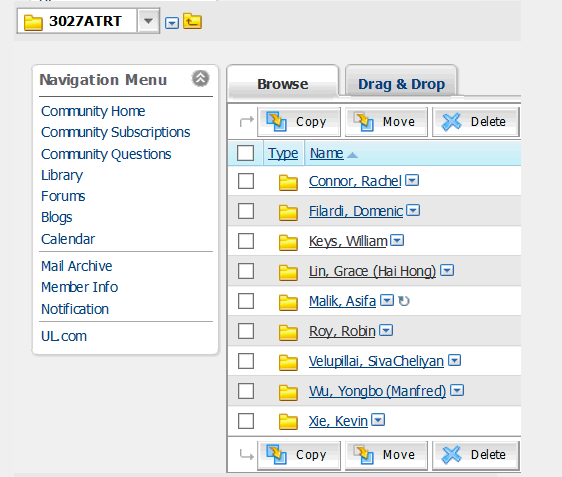 3027ATRT
Navigation Menu
Community Home
Community Subscriptions
Community Questions
Library
Forums
Blogs
Calendar
Mail Archive
Member Info
Notification
UL.com
Browse
Drag & Drop
Copy
Move
Delete
Type
Name
Connor, Rachel
Filardi, Domenic
Keys, William
Lin, Grace (Hai Hong)
Malik, Asifa
Roy, Robin
Velupillai, SivaCheliyan
Wu, Yongbo (Manfred)
Xie, Kevin
Copy
Move
Delete